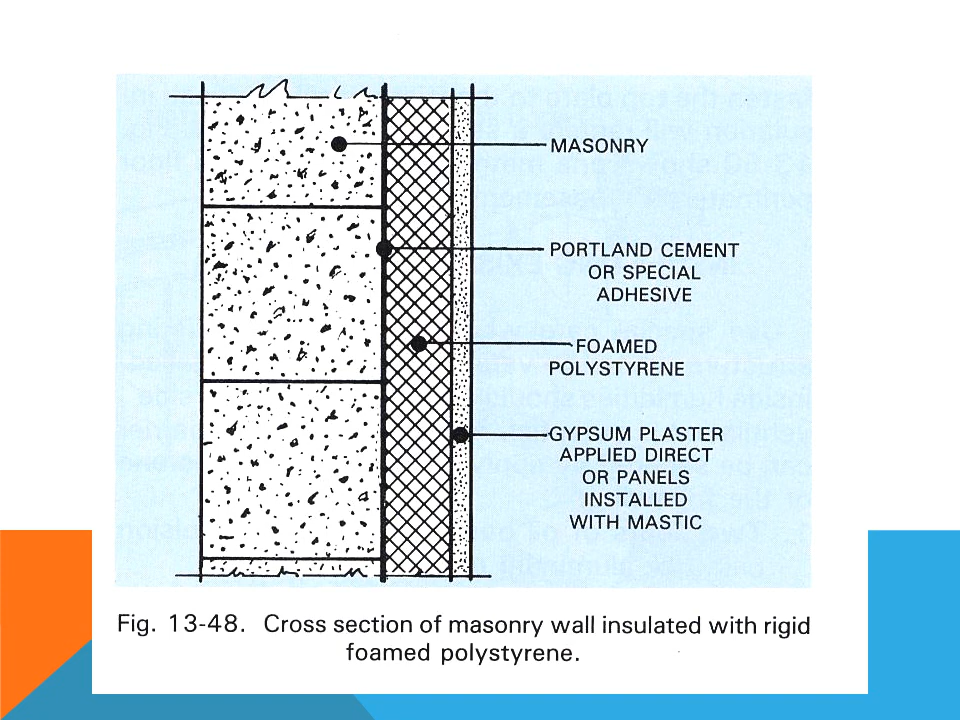 MASONRY
PORTLAND CEMENT
OR SPECIAL
ADHESIVE
FOAMED
POLYSTYRENE
GYPSUM PLASTER
APPLIED DIRECT
OR PANELS
INSTALLED
WITH MASTIC
Fig. 13-48. Cross section of masonry wall insulated with rigid
foamed polystyrene.